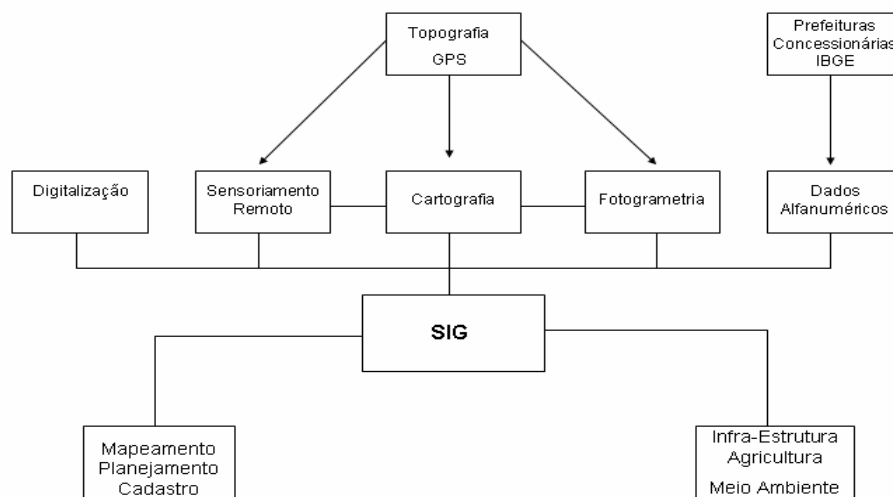 Topografia
GPS
Prefeituras
Concessionárias
IBGE
Digitalização
Sensoriamento
Remoto
Cartografia
Fotogrametria
Dados
Alfanuméricos
SIG
Mapeamento
Planejamento
Cadastro
Infra-Estrutura
Agricultura
Meio Ambiente